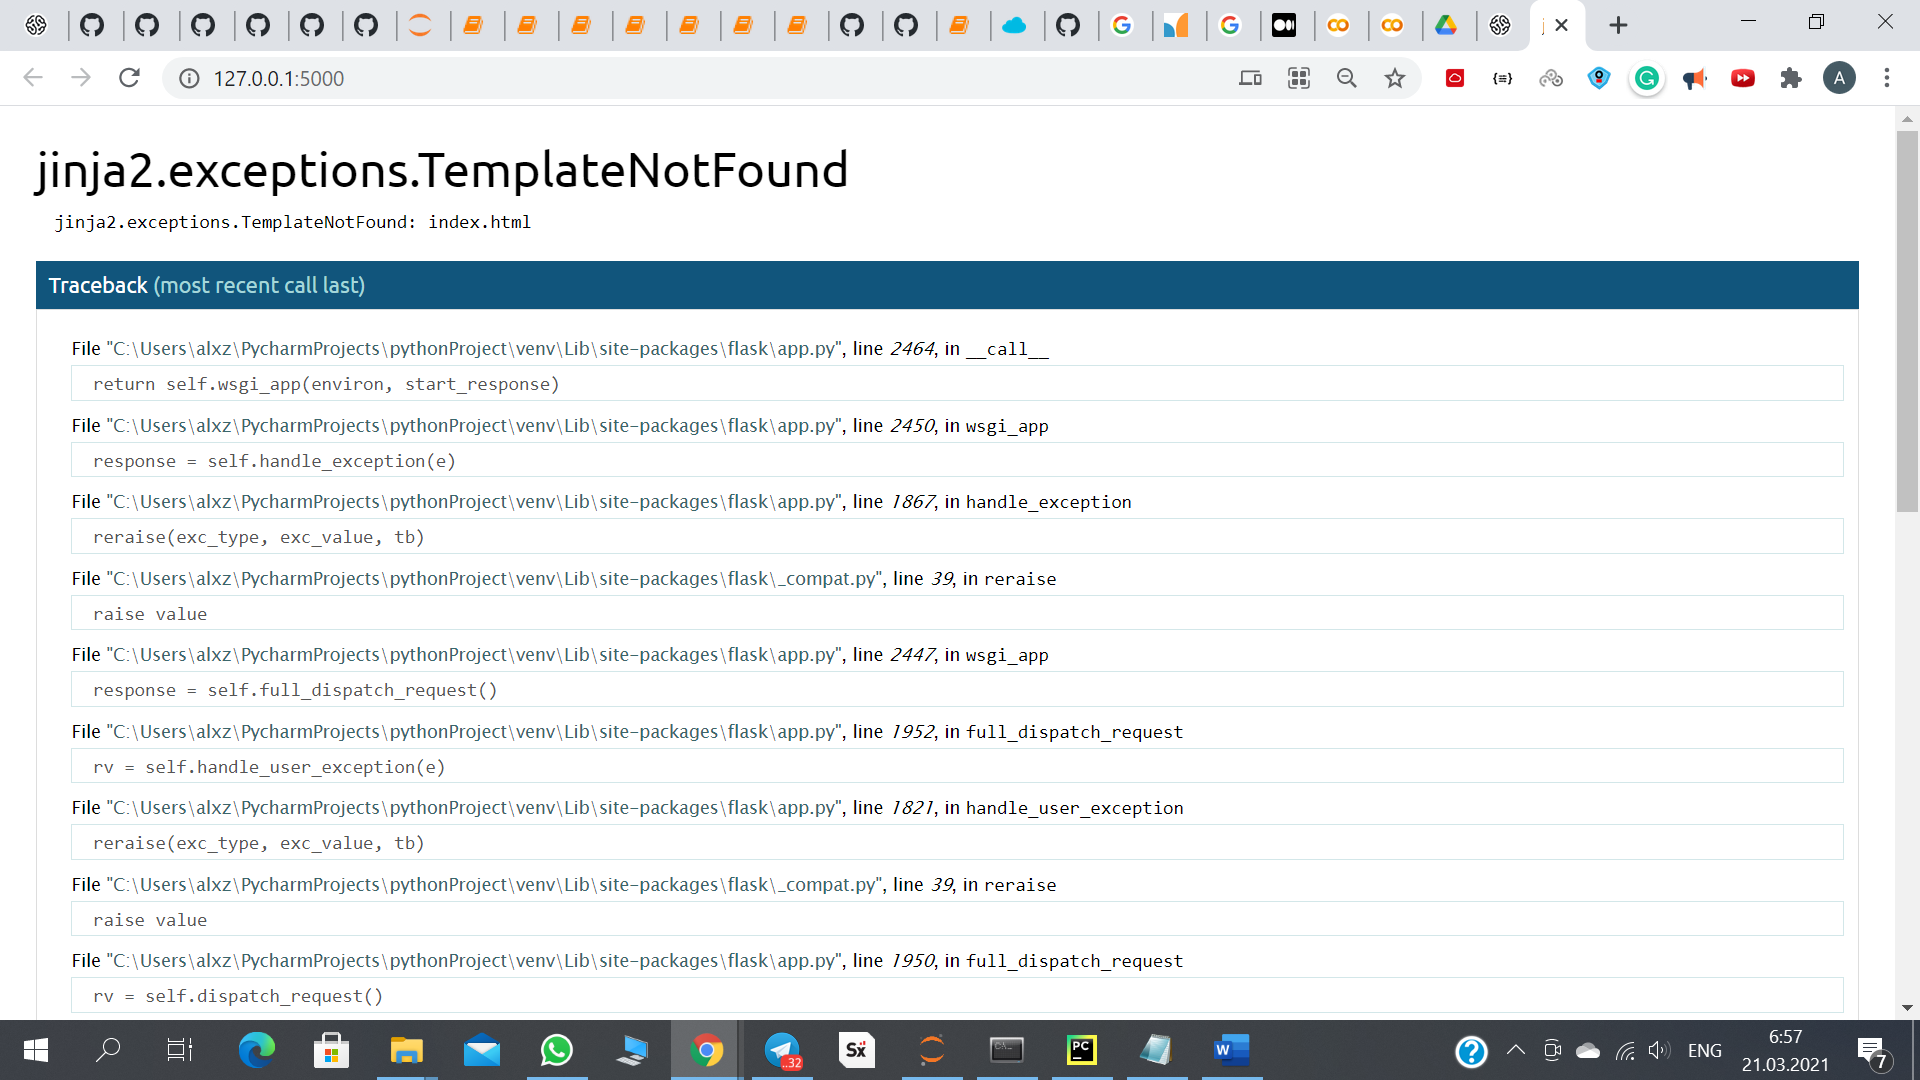 127.0.0.1:5000
A
jinja2.exceptions.TemplateNotFound
jinja2.exceptions.TemplateNotFound: index.html
Traceback (most recent call last)
File "C:\Users\alxz\PycharmProjects\pythonProject\venv\Lib\site-packages\flask\app.py", line 2464, in __call__
return self.wsgi_app(environ, start_response)
File "C:\Users\alxz\PycharmProjects\pythonProject\venv\Lib\site-packages\flask\app.py", line 2450, in wsgi_app
response = self.handle_exception(e)
File "C:\Users\alxz\PycharmProjects\pythonProject\venv\Lib\site-packages\flask\app.py", line 1867, in handle_exception
reraise(exc_type, exc_value, tb)
File "C:\Users\alxz\PycharmProjects\pythonProject\venv\Lib\site-packages\flask\_compat.py", line 39, in reraise
raise value
File "C:\Users\alxz\PycharmProjects\pythonProject\venv\Lib\site-packages\flask\app.py", line 2447, in wsgi_app
response = self.full_dispatch_request()
File "C:\Users\alxz\PycharmProjects\pythonProject\venv\Lib\site-packages\flask\app.py", line 1952, in full_dispatch_request
rv = self.handle_user_exception(e)
File "C:\Users\alxz\PycharmProjects\pythonProject\venv\Lib\site-packages\flask\app.py", line 1821, in handle_user_exception
reraise(exc_type, exc_value, tb)
File "C:\Users\alxz\PycharmProjects\pythonProject\venv\Lib\site-packages\flask\_compat.py", line 39, in reraise
raise value
File "C:\Users\alxz\PycharmProjects\pythonProject\venv\Lib\site-packages\flask\app.py", line 1950, in full_dispatch_request
rv = self.dispatch_request()
..32
Sx
PC
W
ENG
6:57
21.03.2021
7